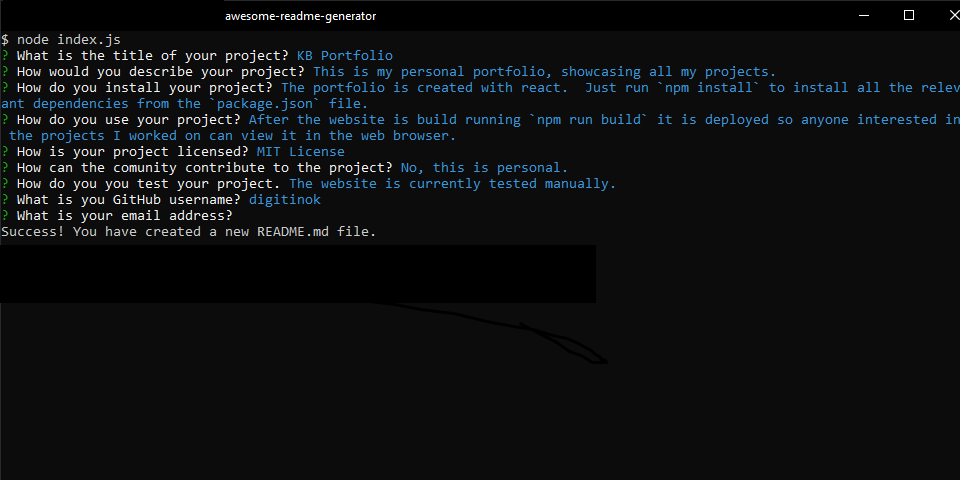 awesome-readme-generator
$ node index.js
? What is the title of your project? KB Portfolio
? How would you describe your project? This is my personal portfolio, showcasing all my projects.
? How do you install your project? The portfolio is created with react.  Just run `npm install` to install all the relev
ant dependencies from the `package.json` file.
? How do you use your project? After the website is build running `npm run build` it is deployed so anyone interested in
 the projects I worked on can view it in the web browser.
? How is your project licensed? MIT License
? How can the comunity contribute to the project? No, this is personal.
? How do you you test your project. The website is currently tested manually.
? What is you GitHub username? digitinok
? What is your email address?
Success! You have created a new README.md file.